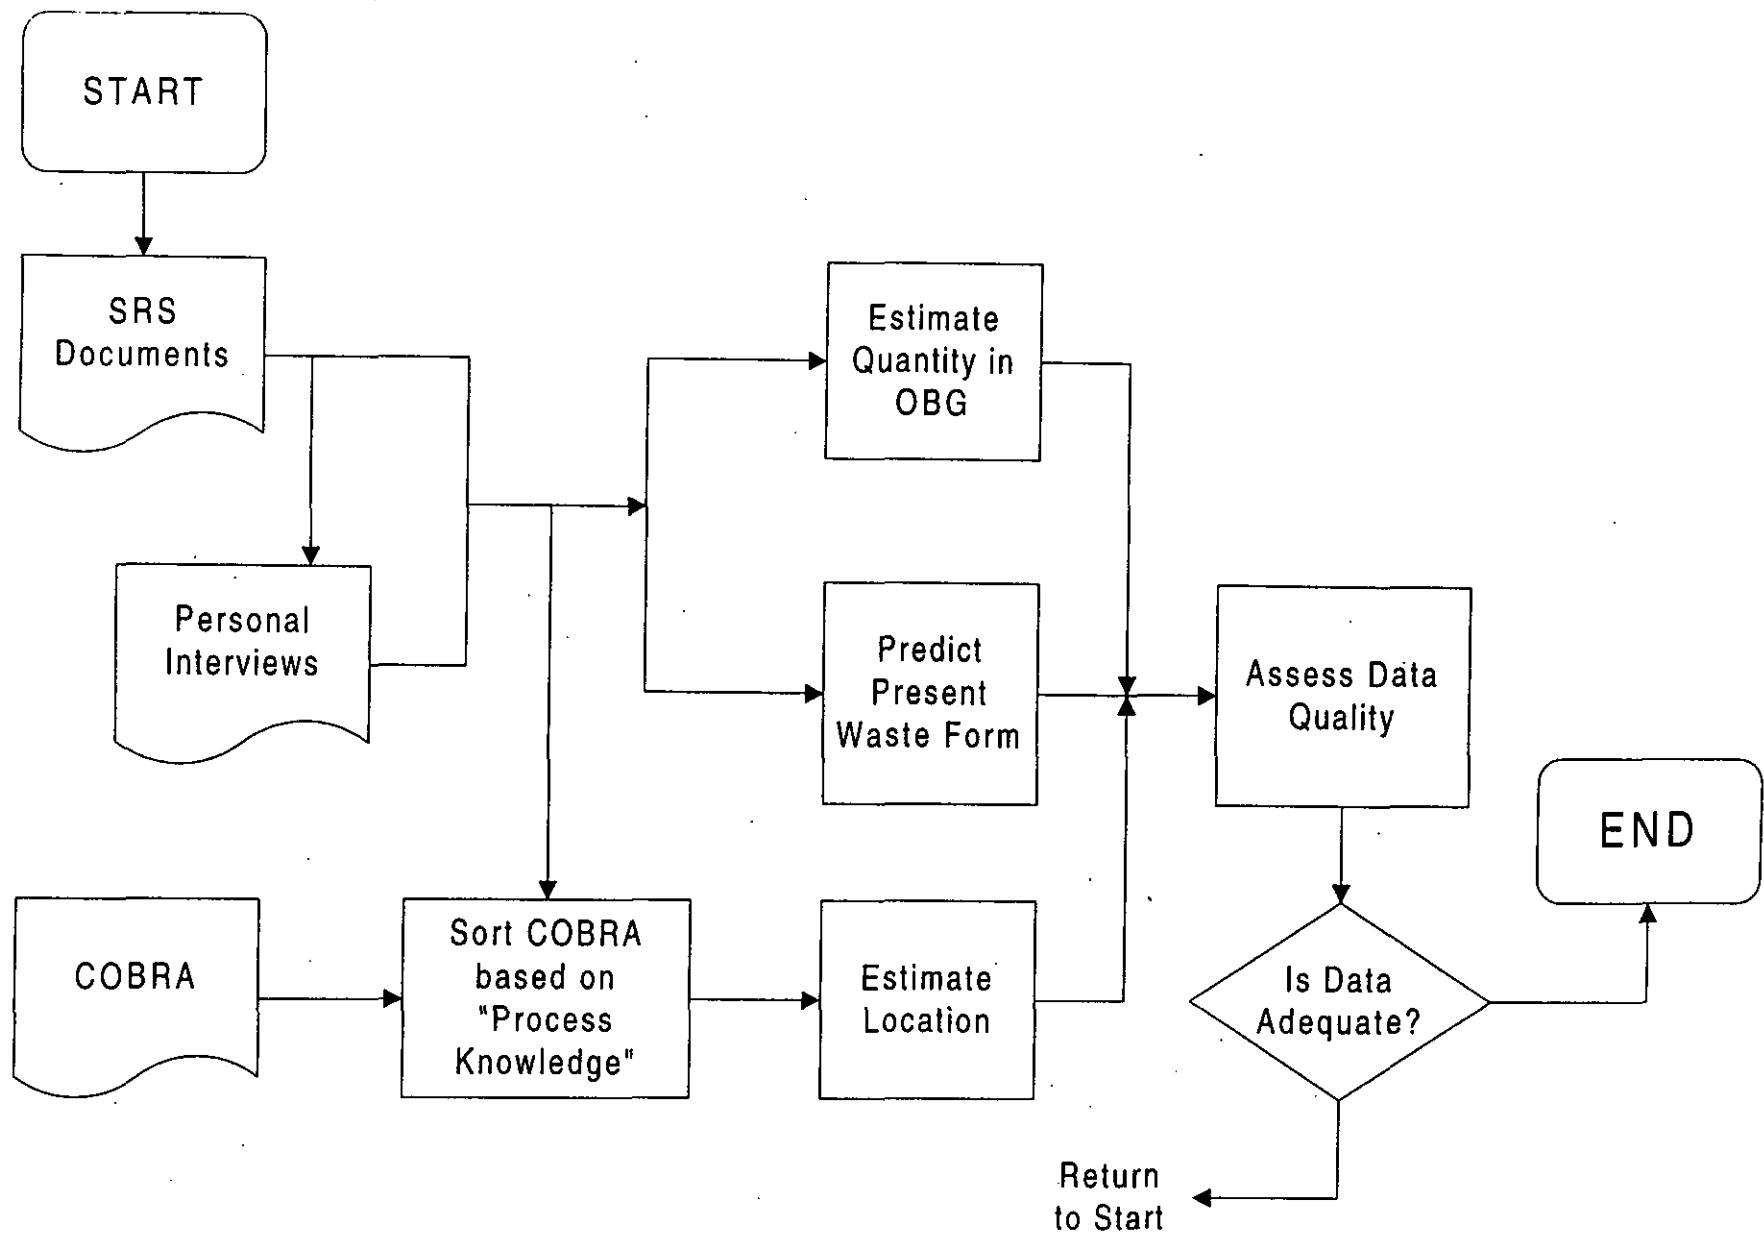 START
SRS
Documents
Estimate
Quantity in
OBG
Personal
Interviews
Predict
Present
Waste Form
Assess Data
Quality
END
COBRA
Sort COBRA
based on
"Process
Knowledge"
Estimate
Location
Is Data
Adequate?
Return
to Start